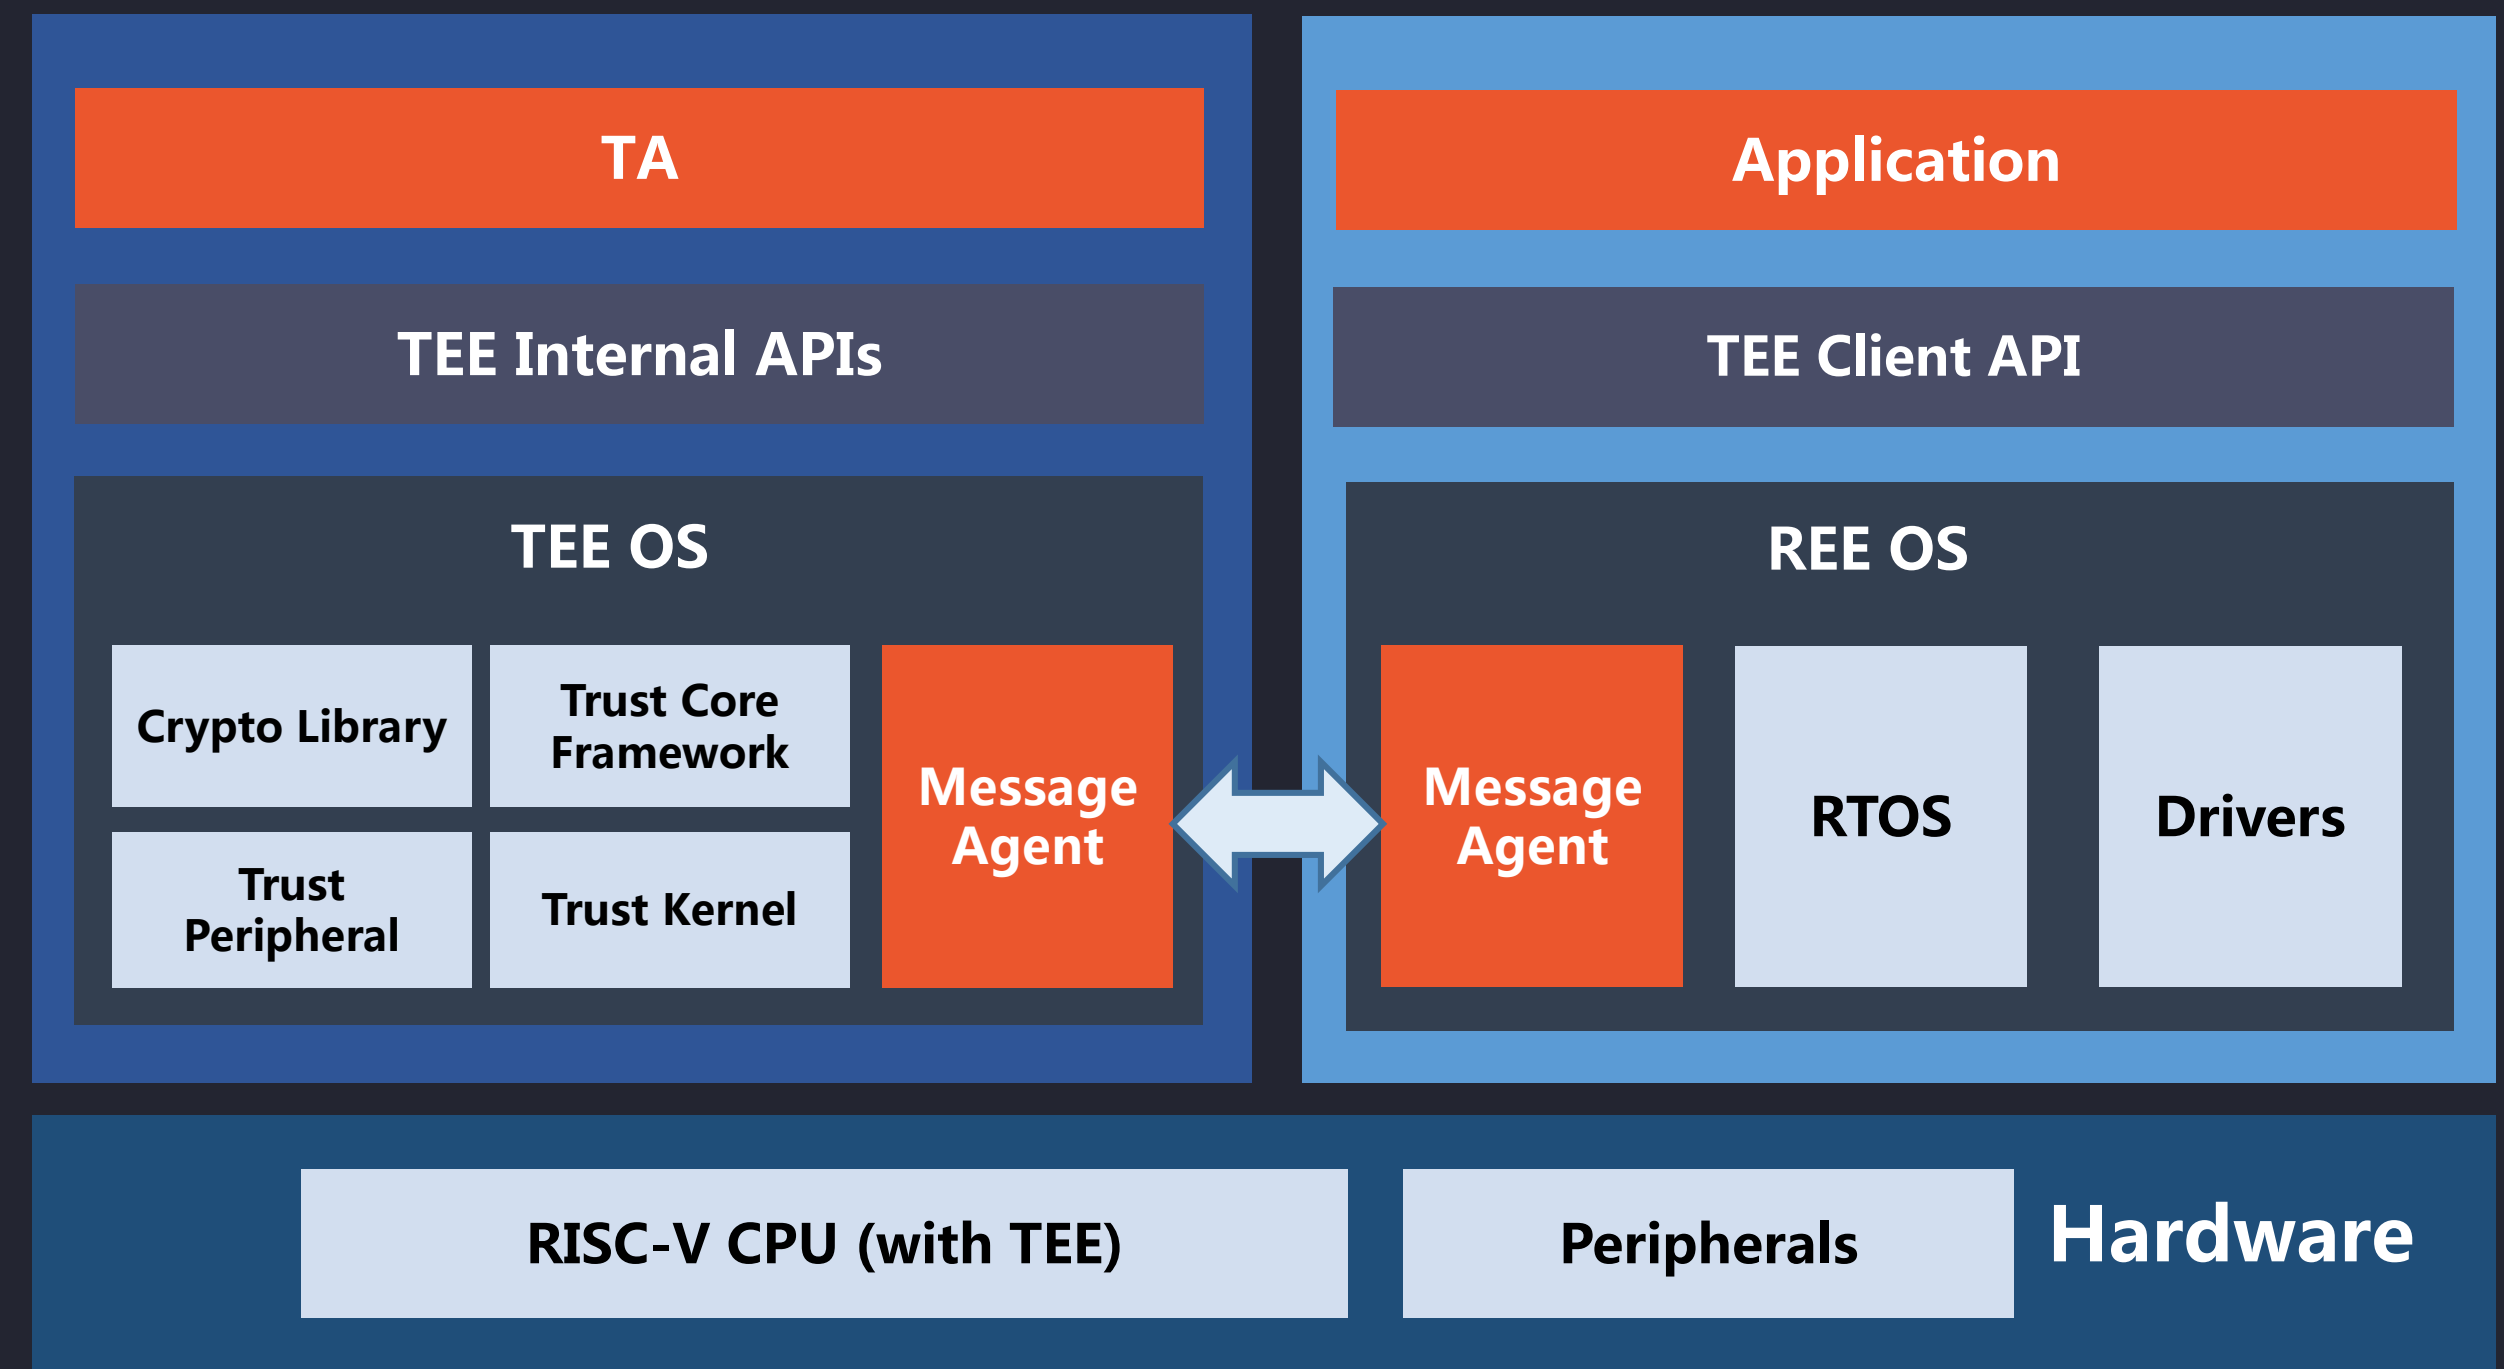 TA
TEE Internal APIs
TEE OS
Crypto Library
Trust Core
Framework
Trust
Peripheral
Trust Kernel
Message
Agent
Application
TEE Client API
REE OS
Message
Agent
RTOS
Drivers
RISC-V CPU (with TEE)
Peripherals
Hardware